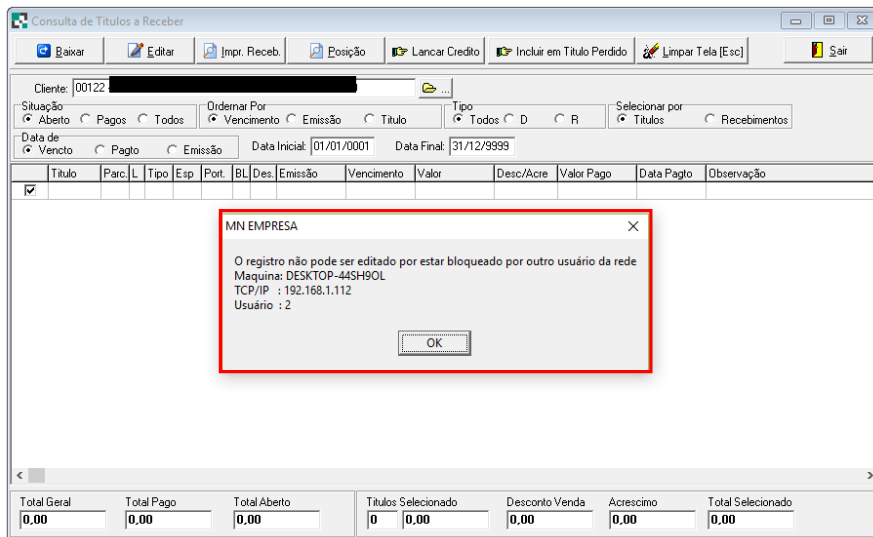 Consulta de Titulos a Receber
Baixar Editar Impr. Receb. Posição Lancar Credito Incluir em Titulo Perdido Limpar Tela [Esc] Sair
Cliente: 00122 ...
Situação Ordernar Por Tipo Selecionar por
Aberto Pagos Todos Vencimento Emissão Titulo Todos D R Titulos Recebimentos
Data de
Vencto Pagto Emissão Data Inicial: 01/01/0001 Data Final: 31/12/9999
Titulo Parc. L Tipo Esp Port. BL Des. Emissão Vencimento Valor Desc/Acre Valor Pago Data Pagto Observação
MN EMPRESA
O registro não pode ser editado por estar bloqueado por outro usuário da rede
Maquina: DESKTOP-44SH9OL
TCP/IP : 192.168.1.112
Usuário : 2
OK
Total Geral Total Pago Total Aberto Titulos Selecionado Desconto Venda Acrescimo Total Selecionado
0,00 0,00 0,00 0 0,00 0,00 0,00 0,00